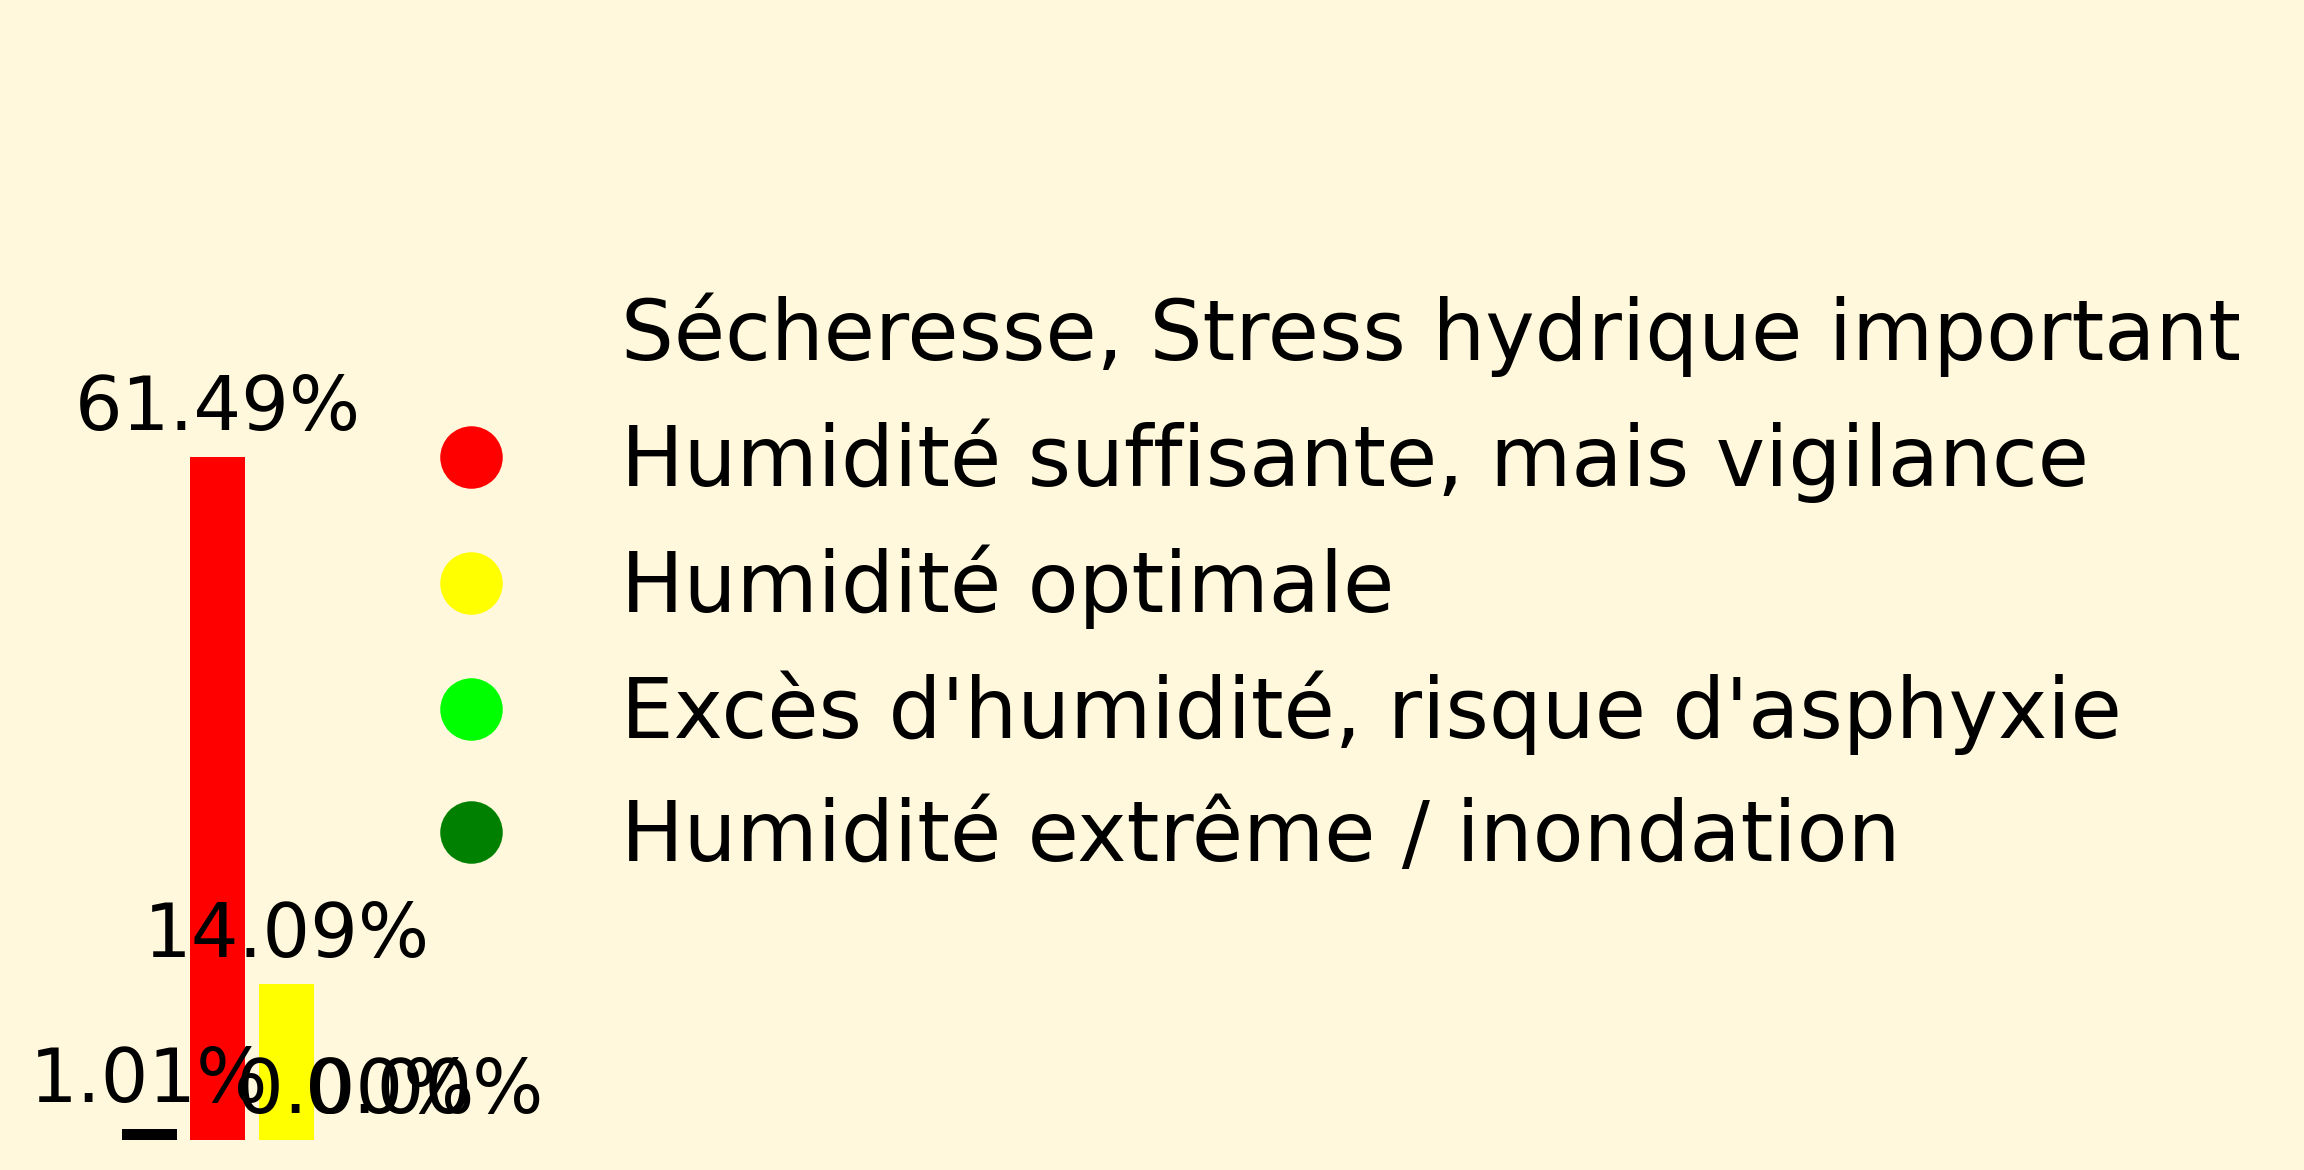 Sécheresse, Stress hydrique important
61.49%
Humidité suffisante, mais vigilance
Humidité optimale
Excès d'humidité, risque d'asphyxie
Humidité extrême / inondation
14.09%
1.01%
0.00%
0.00%